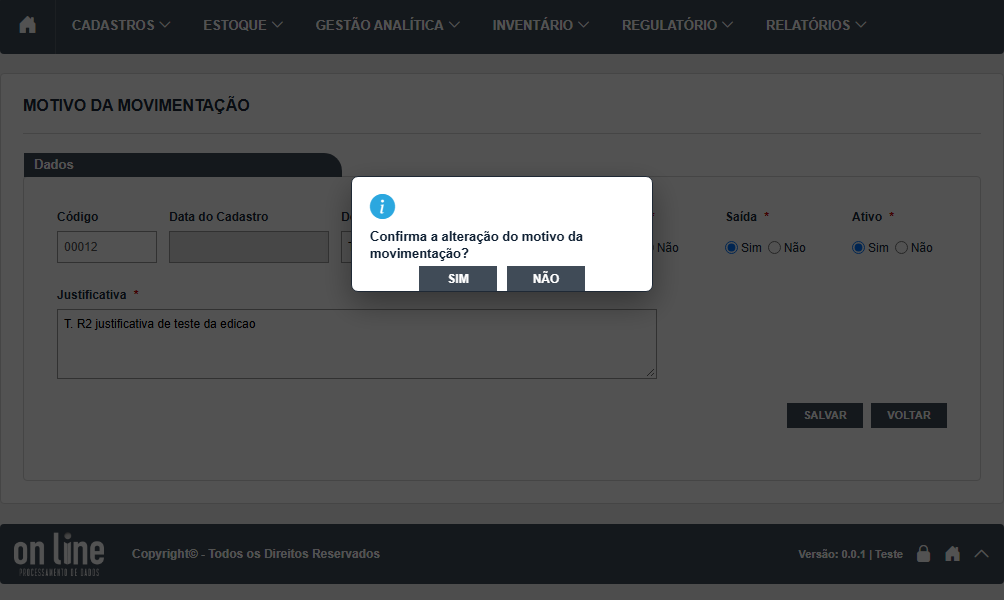 CADASTROS ESTOQUE GESTÃO ANALÍTICA INVENTÁRIO REGULATÓRIO RELATÓRIOS
MOTIVO DA MOVIMENTAÇÃO
Dados
Confirma a alteração do motivo da
movimentação?
SIM NÃO
Código Data do Cadastro Saída * Ativo *
00012 Não Sim Não Sim Não
Justificativa *
T. R2 justificativa de teste da edicao
SALVAR VOLTAR
on line
PROCESSAMENTO DE DADOS
Copyright© - Todos os Direitos Reservados
Versão: 0.0.1 | Teste